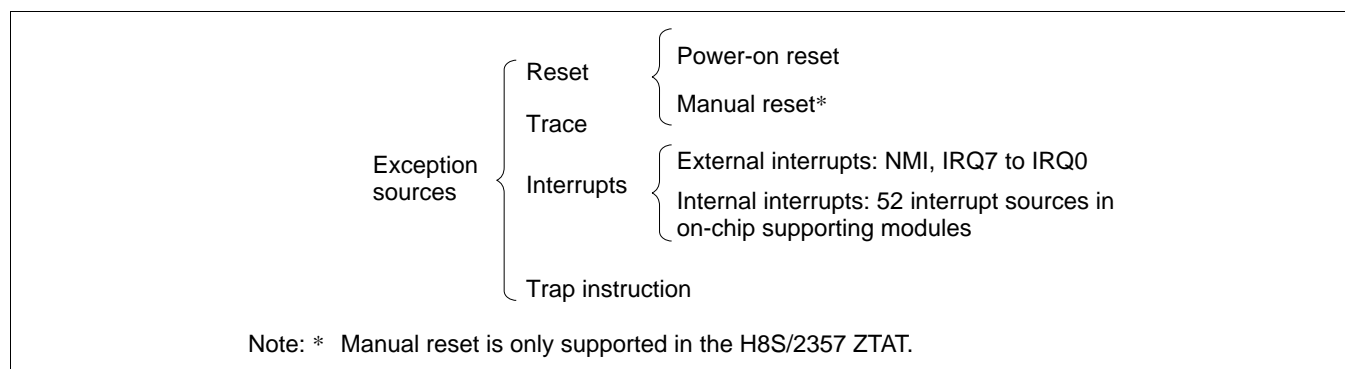 Exception
sources
Reset
Power-on reset
Manual reset*
Trace
Interrupts
External interrupts: NMI, IRQ7 to IRQ0
Internal interrupts: 52 interrupt sources in
on-chip supporting modules
Trap instruction
Note: * Manual reset is only supported in the H8S/2357 ZTAT.